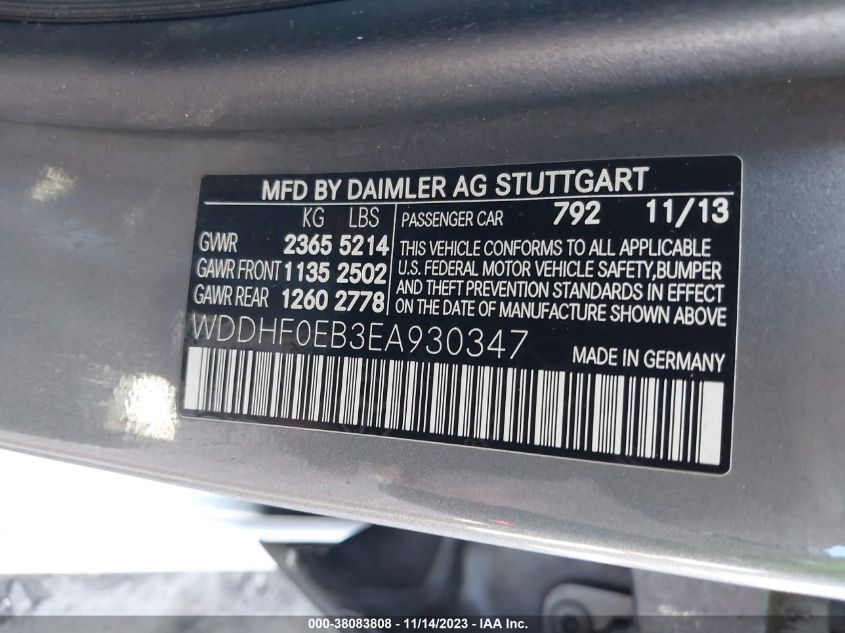 MFD BY DAIMLER AG STUTTGART
KG LBS
GVWR 2365 5214
GAWR FRONT 1135 2502
GAWR REAR 1260 2778
PASSENGER CAR 792 11/13
THIS VEHICLE CONFORMS TO ALL APPLICABLE
U.S. FEDERAL MOTOR VEHICLE SAFETY,BUMPER
AND THEFT PREVENTION STANDARDS IN EFFECT
ON THE DATE OF MANUFACTURE SHOWN ABOVE
WDDHF0EB3EA930347
MADE IN GERMANY
000-38083808 - 11/14/2023 - IAA Inc.